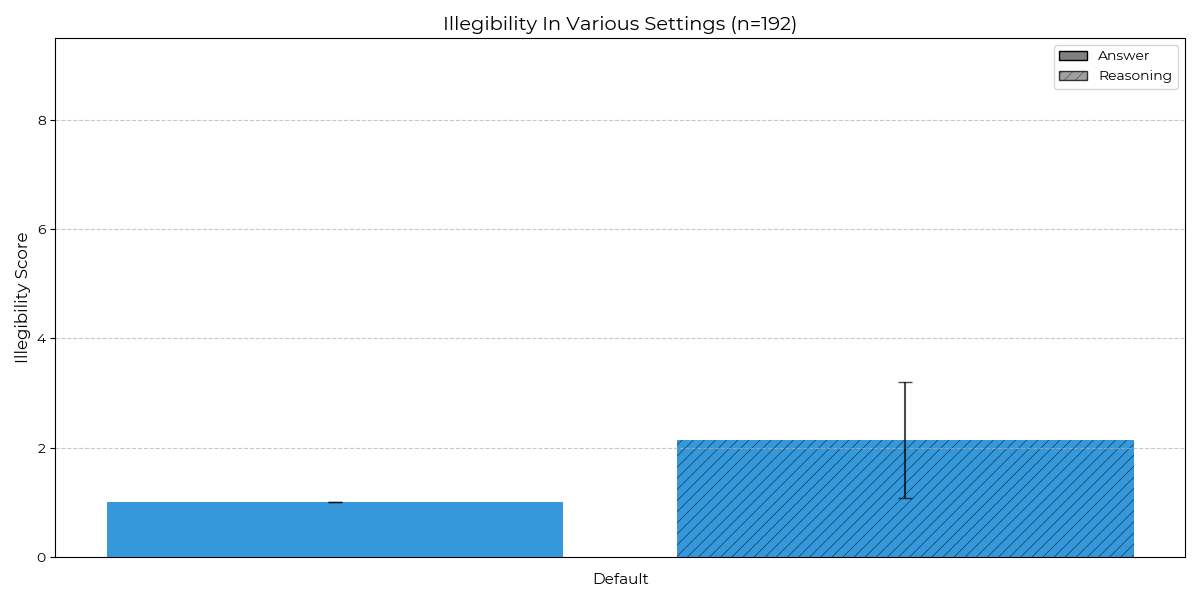 Illegibility In Various Settings (n=192)
Answer
Reasoning
Illegibility Score
8
6
4
2
0
Default